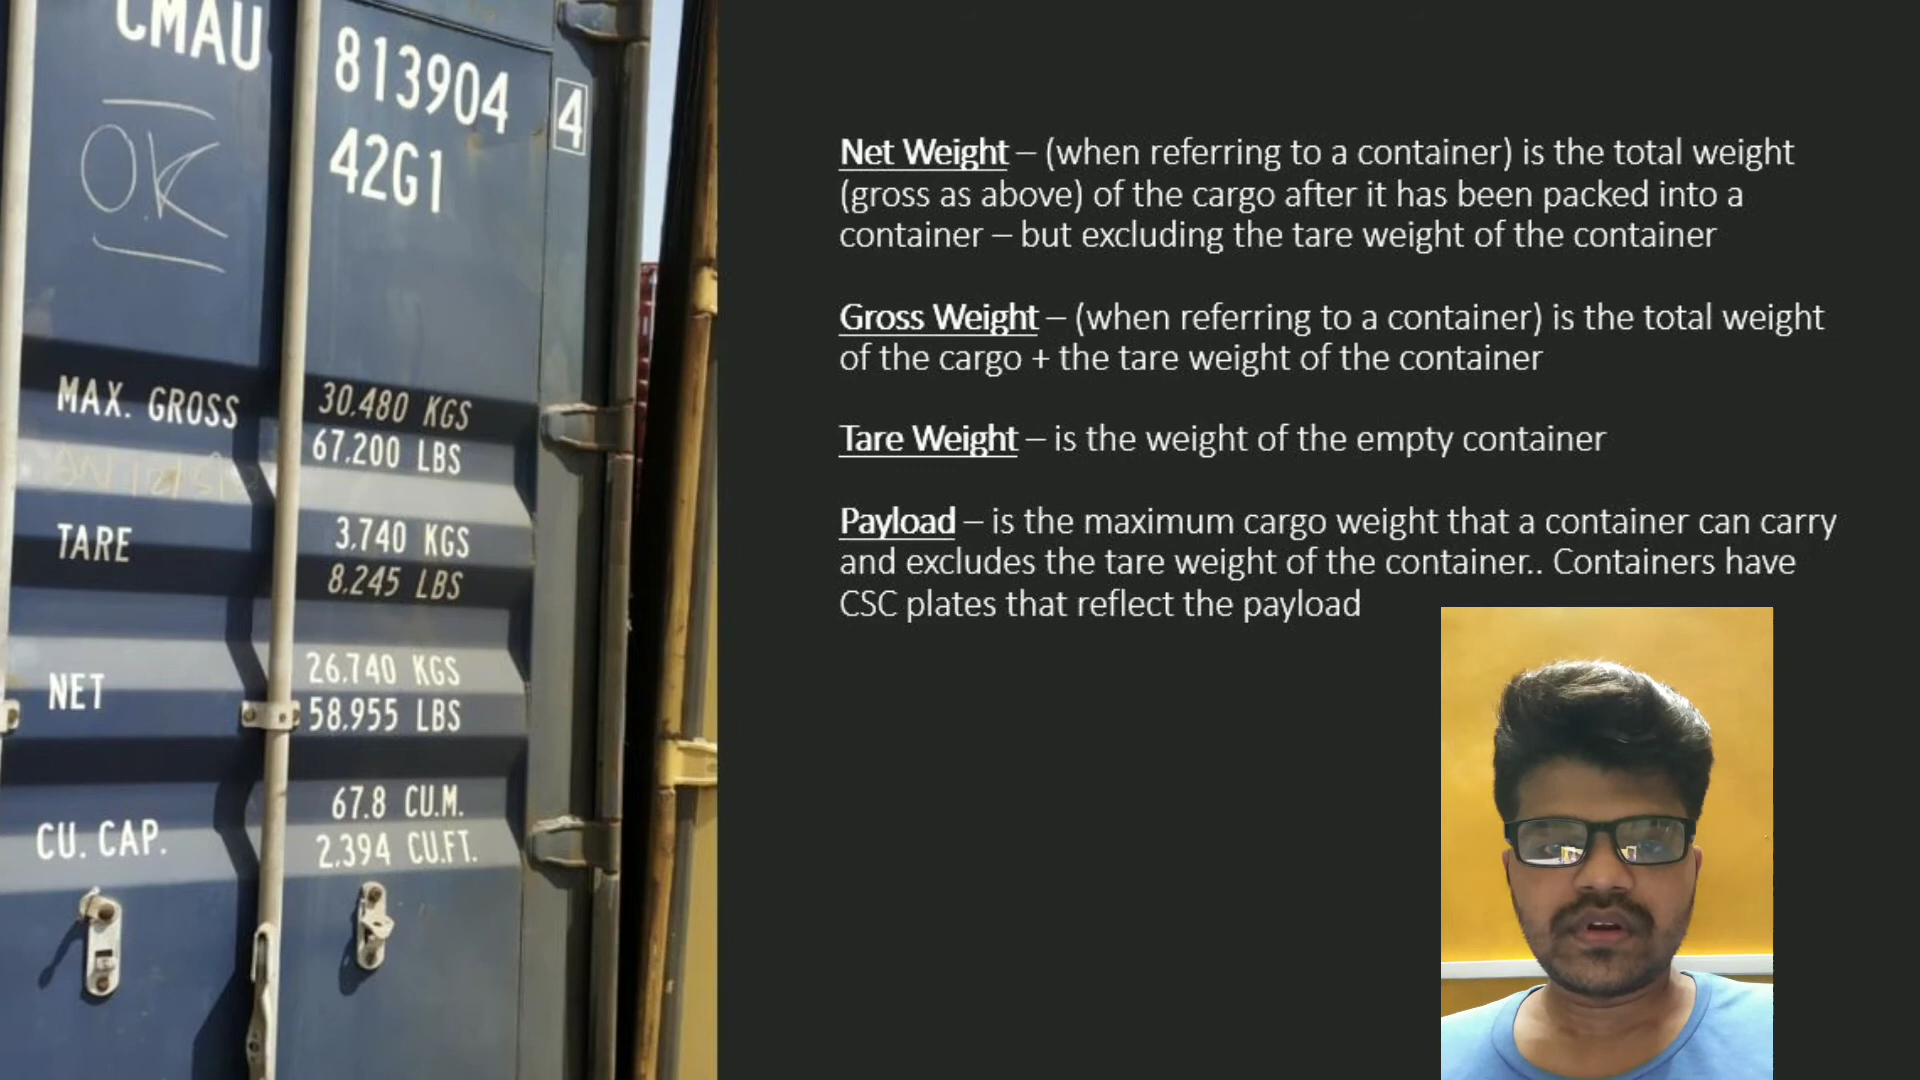 CMAU 813904 4
42G1
OK
MAX. GROSS 30.480 KGS
67.200 LBS
TARE 3.740 KGS
8.245 LBS
NET 26.740 KGS
58.955 LBS
CU. CAP. 67.8 CU.M.
2.394 CU.FT.
Net Weight – (when referring to a container) is the total weight
(gross as above) of the cargo after it has been packed into a
container – but excluding the tare weight of the container
Gross Weight – (when referring to a container) is the total weight
of the cargo + the tare weight of the container
Tare Weight – is the weight of the empty container
Payload – is the maximum cargo weight that a container can carry
and excludes the tare weight of the container.. Containers have
CSC plates that reflect the payload